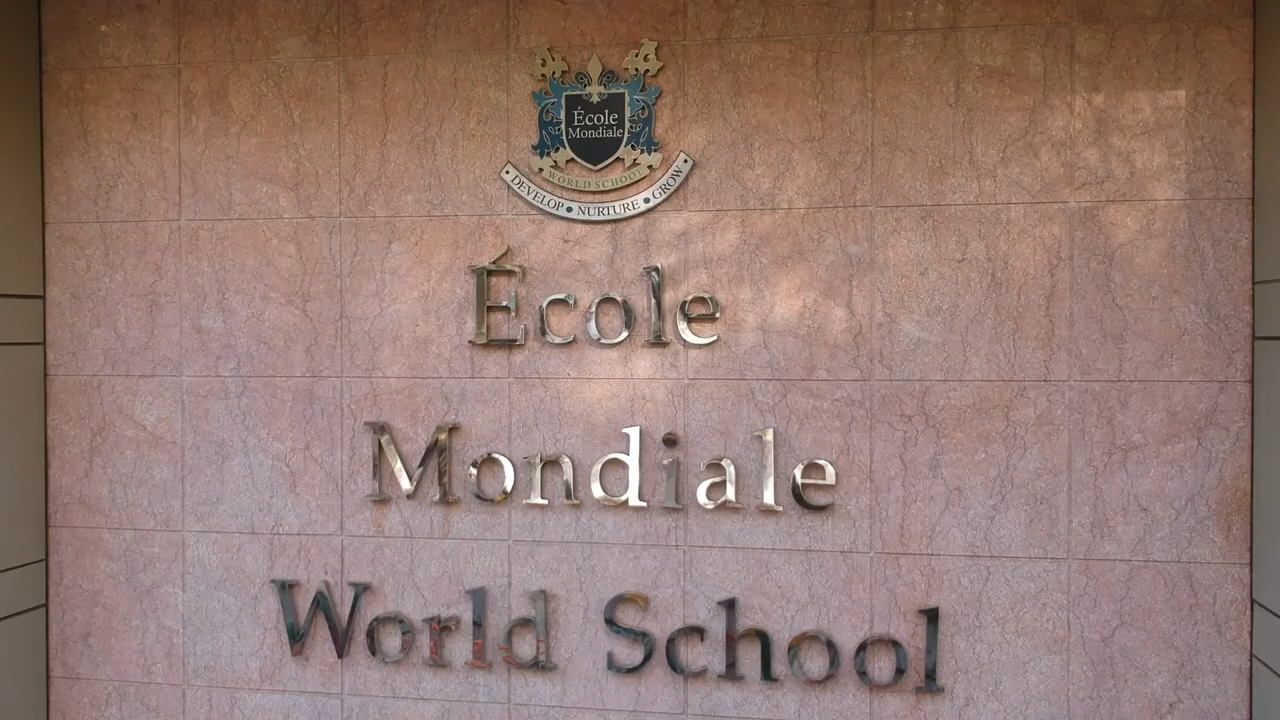 École
Mondiale
WORLD SCHOOL
DEVELOP • NURTURE • GROW
École
Mondiale
World School